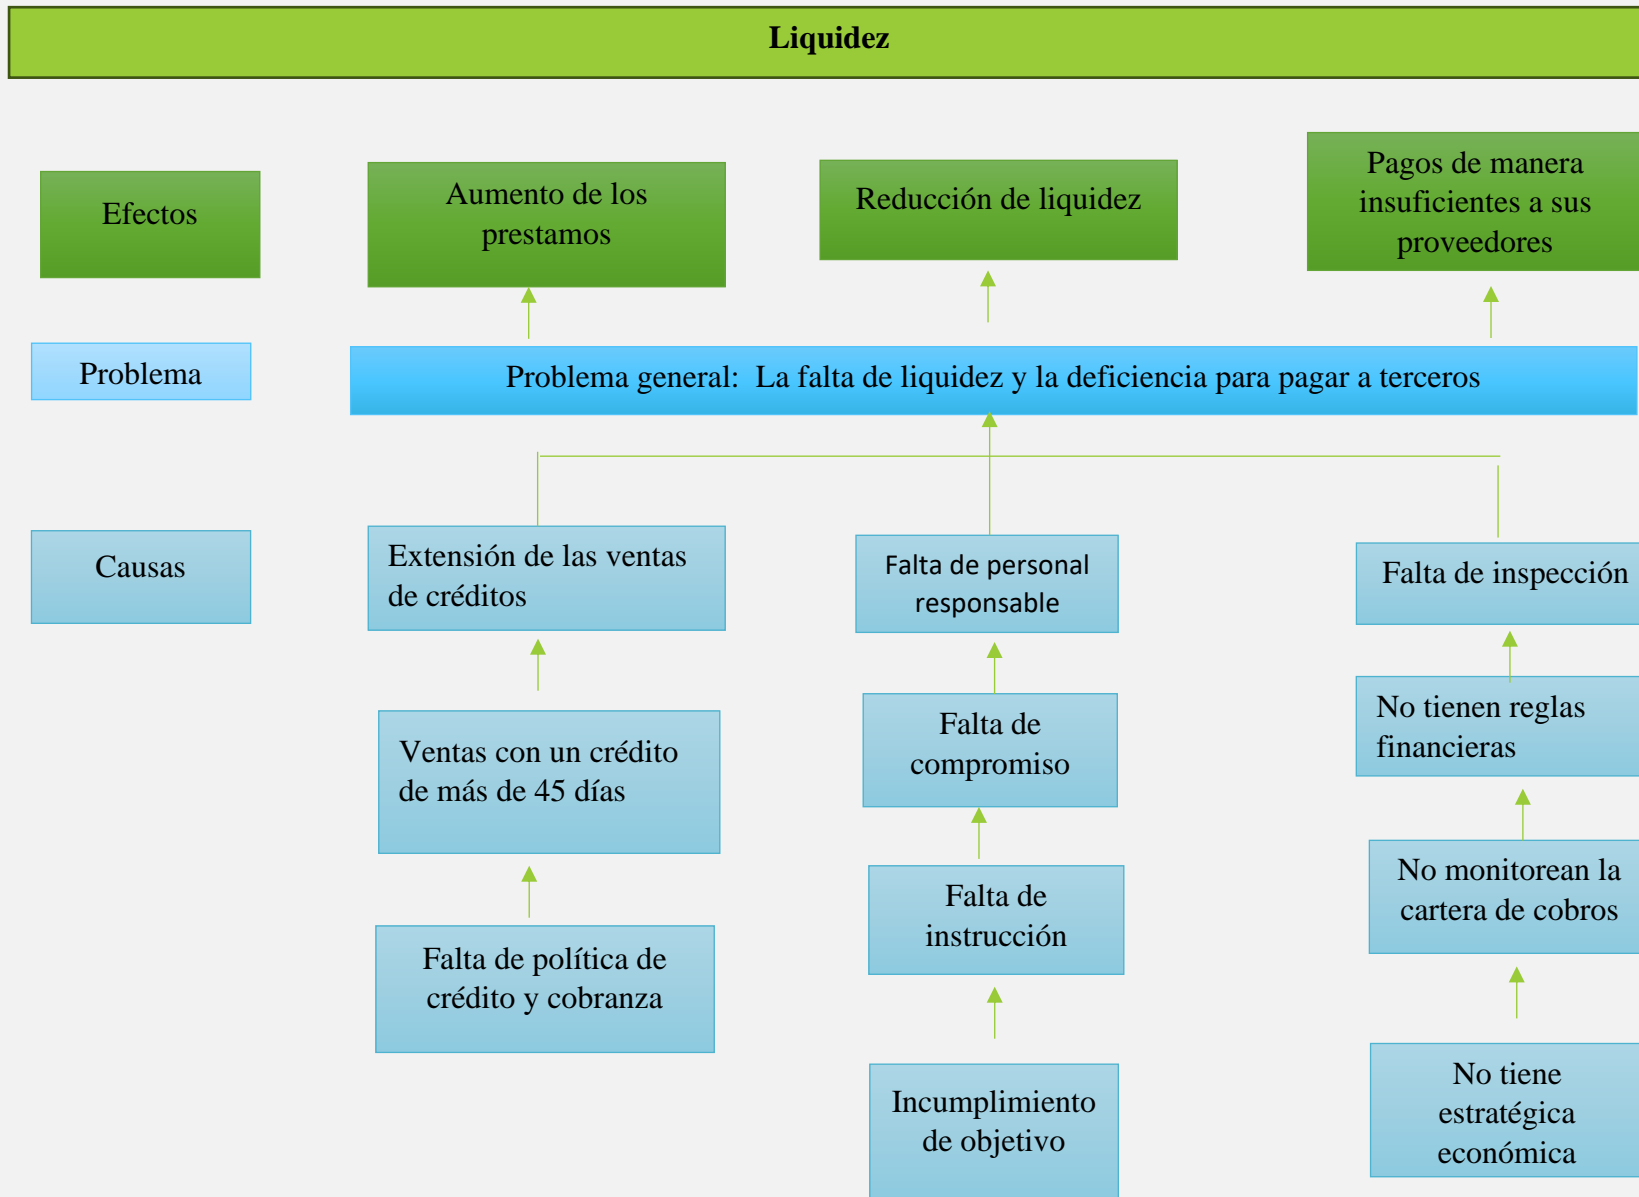 Liquidez
Efectos
Aumento de los
prestamos
Reducción de liquidez
Pagos de manera
insuficientes a sus
proveedores
Problema
Problema general: La falta de liquidez y la deficiencia para pagar a terceros
Causas
Extensión de las ventas
de créditos
Falta de personal
responsable
Falta de inspección
Ventas con un crédito
de más de 45 días
Falta de
compromiso
No tienen reglas
financieras
Falta de política de
crédito y cobranza
Falta de
instrucción
No monitorean la
cartera de cobros
Incumplimiento
de objetivo
No tiene
estratégica
económica